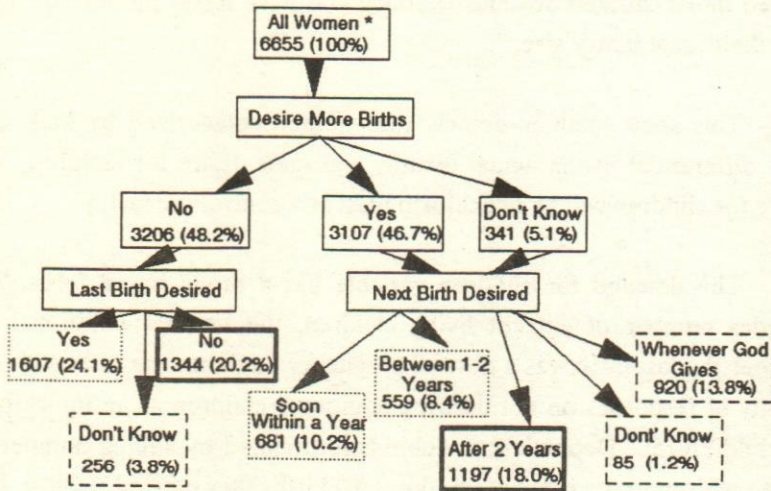 All Women *
6655 (100%)
Desire More Births
No
3206 (48.2%)
Yes
3107 (46.7%)
Don't Know
341 (5.1%)
Last Birth Desired
Next Birth Desired
Yes
1607 (24.1%)
No
1344 (20.2%)
Don't Know
256 (3.8%)
Soon
Within a Year
681 (10.2%)
Between 1-2
Years
559 (8.4%)
After 2 Years
1197 (18.0%)
Dont' Know
85 (1.2%)
Whenever God
Gives
920 (13.8%)